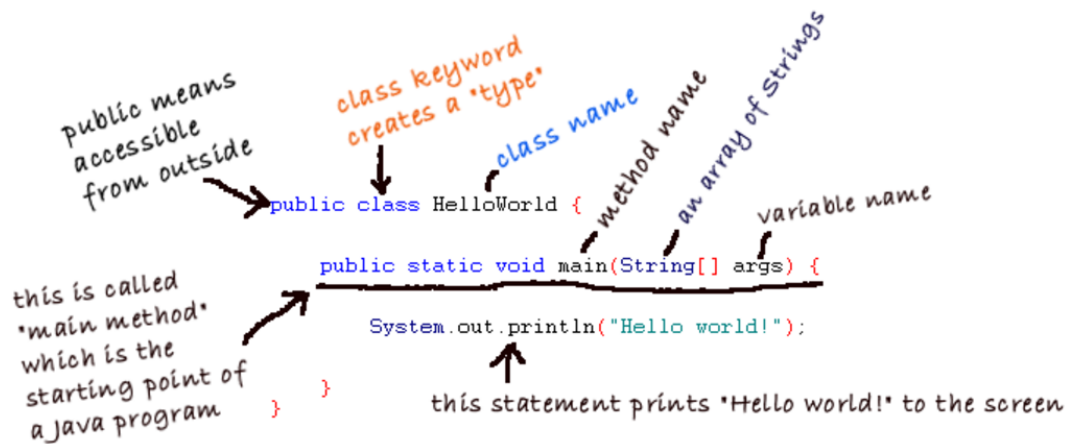 public means
accessible
from outside
class keyword
creates a "type"
class name
method name
an array of Strings
variable name
public class HelloWorld {
public static void main(String[] args) {
this is called
"main method"
which is the
starting point of
a Java program
System.out.println("Hello world!");
}
}
this statement prints "Hello world!" to the screen